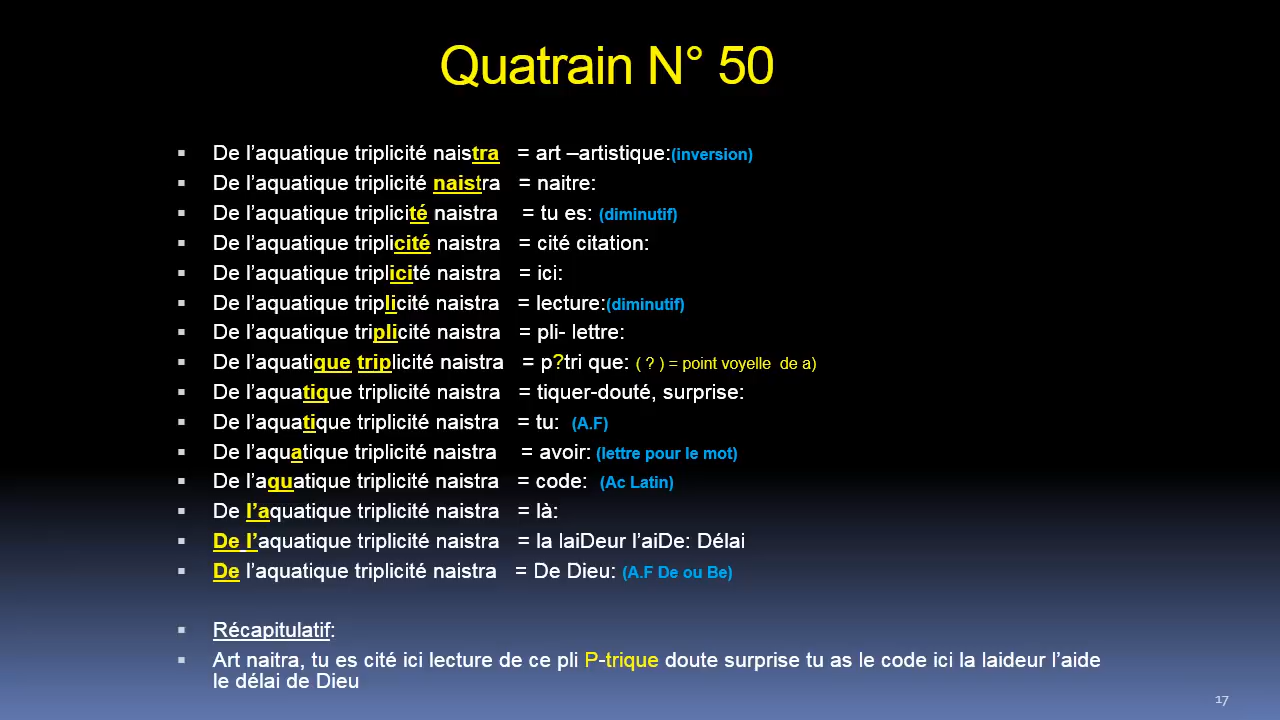 Quatrain N° 50
▪ De l’aquatique triplicité naistra = art –artistique:(inversion)
▪ De l’aquatique triplicité naistra = naitre:
▪ De l’aquatique triplicité naistra = tu es: (diminutif)
▪ De l’aquatique triplicité naistra = cité citation:
▪ De l’aquatique triplicité naistra = ici:
▪ De l’aquatique triplicité naistra = lecture:(diminutif)
▪ De l’aquatique triplicité naistra = pli- lettre:
▪ De l’aquatique triplicité naistra = p?tri que: ( ? ) = point voyelle de a)
▪ De l’aquatique triplicité naistra = tiquer-douté, surprise:
▪ De l’aquatique triplicité naistra = tu: (A.F)
▪ De l’aquatique triplicité naistra = avoir: (lettre pour le mot)
▪ De l’aquatique triplicité naistra = code: (Ac Latin)
▪ De l’aquatique triplicité naistra = là:
▪ De l’aquatique triplicité naistra = la laiDeur l’aiDe: Délai
▪ De l’aquatique triplicité naistra = De Dieu: (A.F De ou Be)
▪ Récapitulatif:
▪ Art naitra, tu es cité ici lecture de ce pli P-trique doute surprise tu as le code ici la laideur l’aide
le délai de Dieu
17